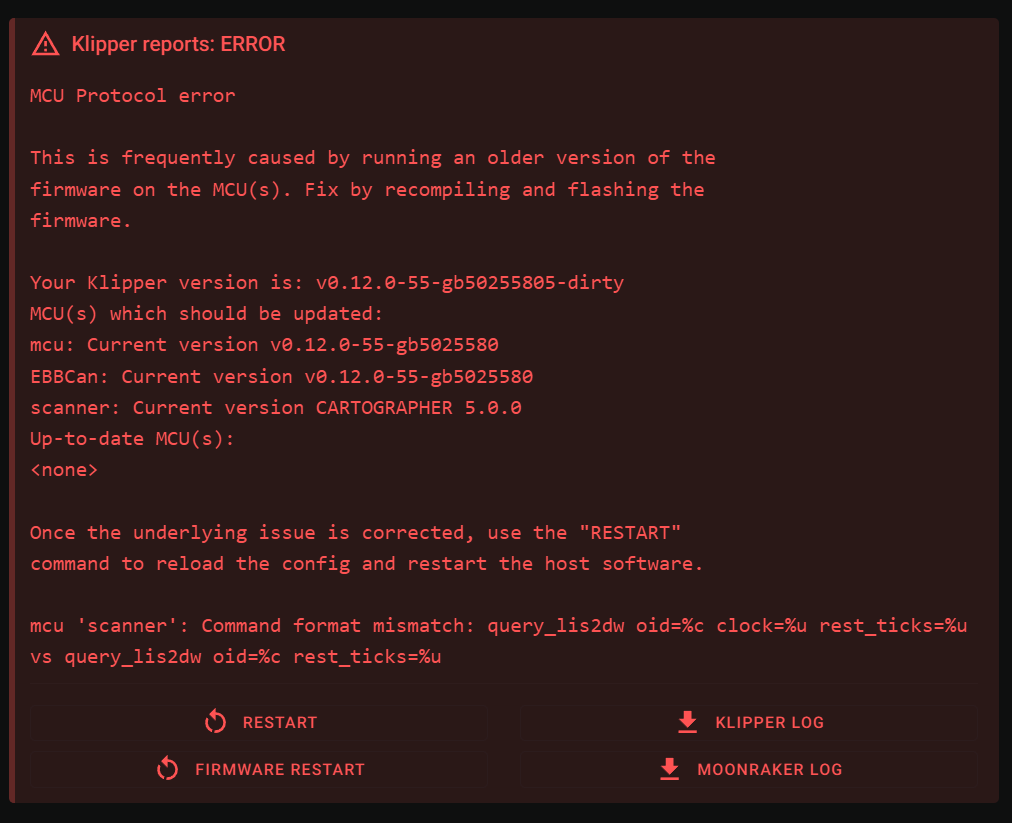 Klipper reports: ERROR
MCU Protocol error
This is frequently caused by running an older version of the
firmware on the MCU(s). Fix by recompiling and flashing the
firmware.
Your Klipper version is: v0.12.0-55-gb50255805-dirty
MCU(s) which should be updated:
mcu: Current version v0.12.0-55-gb5025580
EBBCan: Current version v0.12.0-55-gb5025580
scanner: Current version CARTOGRAPHER 5.0.0
Up-to-date MCU(s):
<none>
Once the underlying issue is corrected, use the "RESTART"
command to reload the config and restart the host software.
mcu 'scanner': Command format mismatch: query_lis2dw oid=%c clock=%u rest_ticks=%u
vs query_lis2dw oid=%c rest_ticks=%u
RESTART
KLIPPER LOG
FIRMWARE RESTART
MOONRAKER LOG